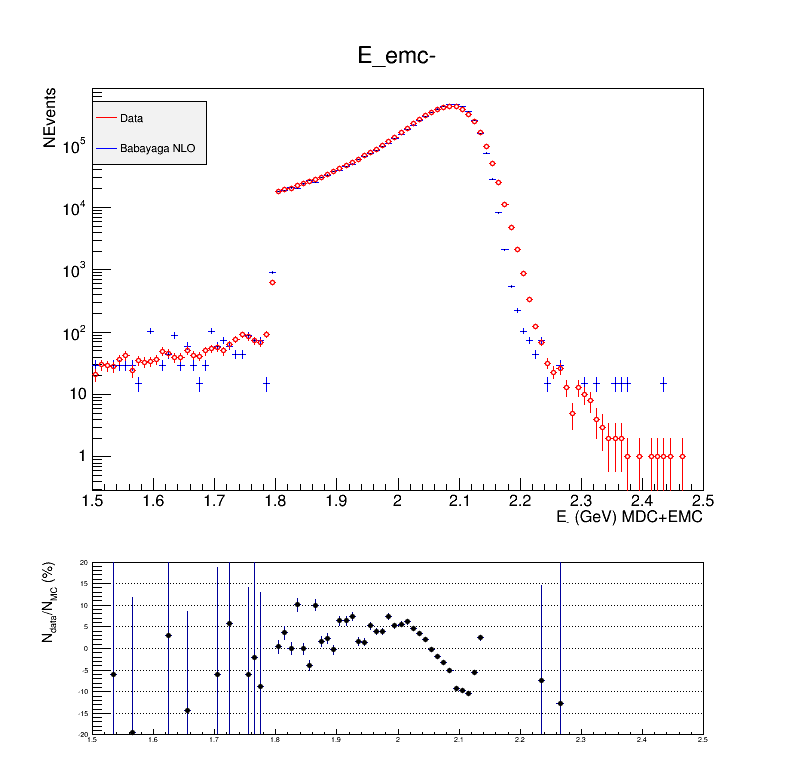 E_emc-
NEvents
Data
Babayaga NLO
10^5
10^4
10^3
10^2
10
1
1.5 1.6 1.7 1.8 1.9 2 2.1 2.2 2.3 2.4 2.5
E_- (GeV) MDC+EMC
N_data/N_MC (%)
20
15
10
5
0
-5
-10
-15
-20
1.5 1.6 1.7 1.8 1.9 2 2.1 2.2 2.3 2.4 2.5